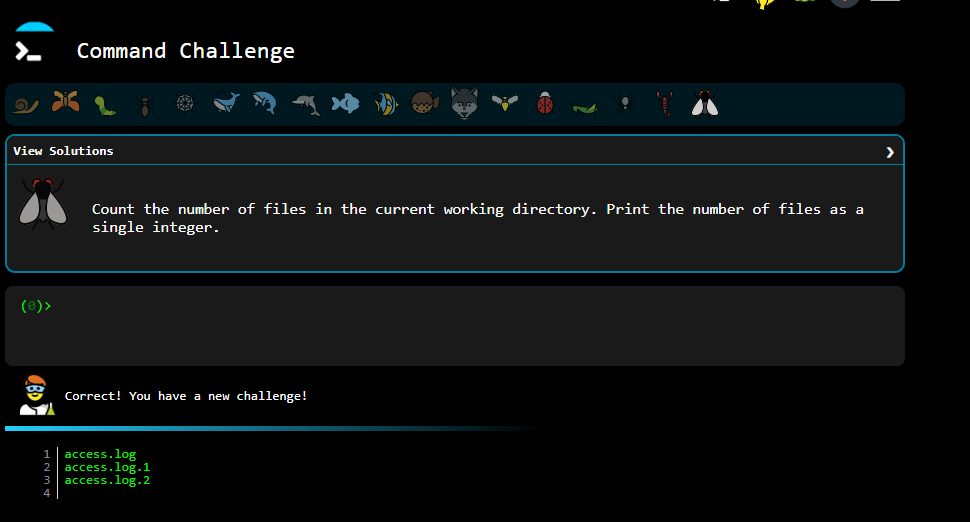 Command Challenge
View Solutions
Count the number of files in the current working directory. Print the number of files as a
single integer.
(0)>
Correct! You have a new challenge!
1 access.log
2 access.log.1
3 access.log.2
4